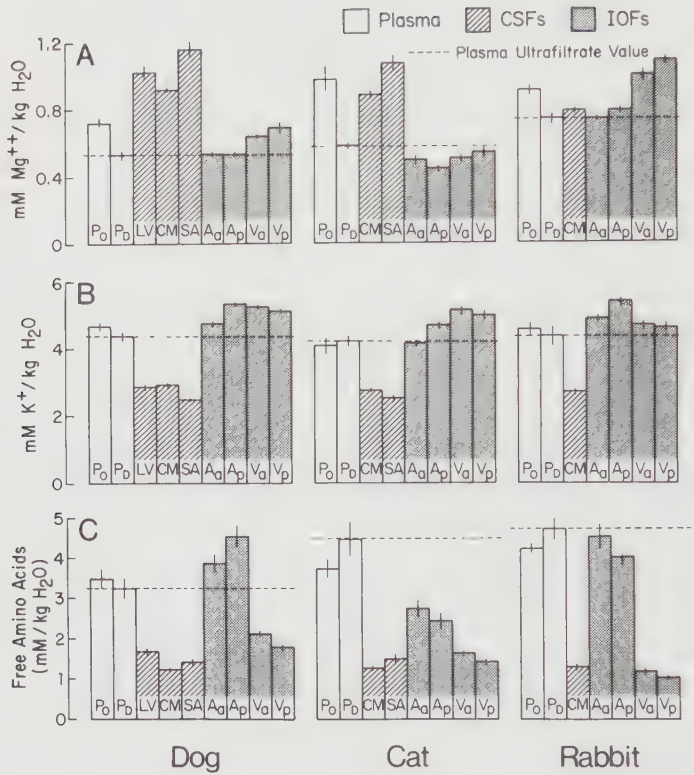 Plasma CSFs IOFs
Plasma Ultrafiltrate Value
A
mM Mg++/kg H2O
1.2
0.8
0.4
0
PO PD LV CM SA Aa Ap Va Vp
PO PD CM SA Aa Ap Va Vp
PO PD CM Aa Ap Va Vp
B
mM K+/kg H2O
6
4
2
0
PO PD LV CM SA Aa Ap Va Vp
PO PD CM SA Aa Ap Va Vp
PO PD CM Aa Ap Va Vp
C
Free Amino Acids
(mM/kg H2O)
5
4
3
2
1
0
PO PD LV CM SA Aa Ap Va Vp
PO PD CM SA Aa Ap Va Vp
PO PD CM Aa Ap Va Vp
Dog Cat Rabbit